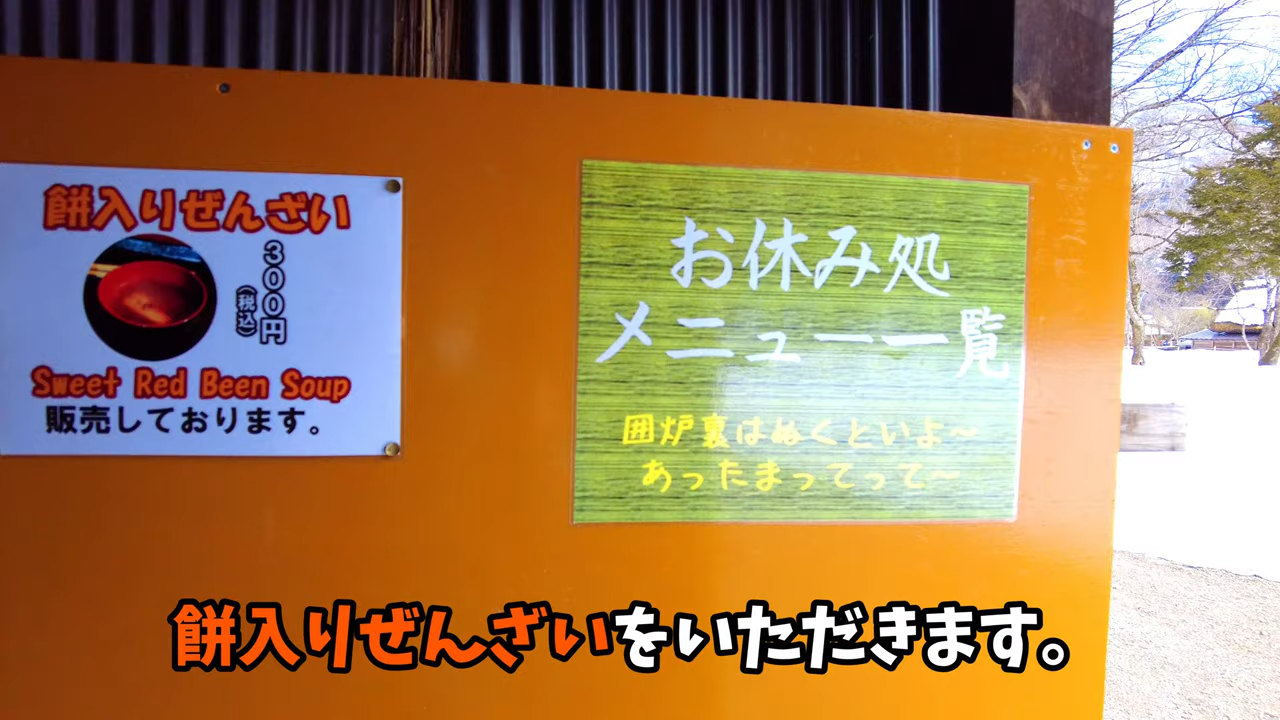 餅入りぜんざい
300円
(税込)
Sweet Red Been Soup
販売しております。
お休み処
メニュー一覧
囲炉裏はぬくといよ〜
あったまってって〜
餅入りぜんざいをいただきます。